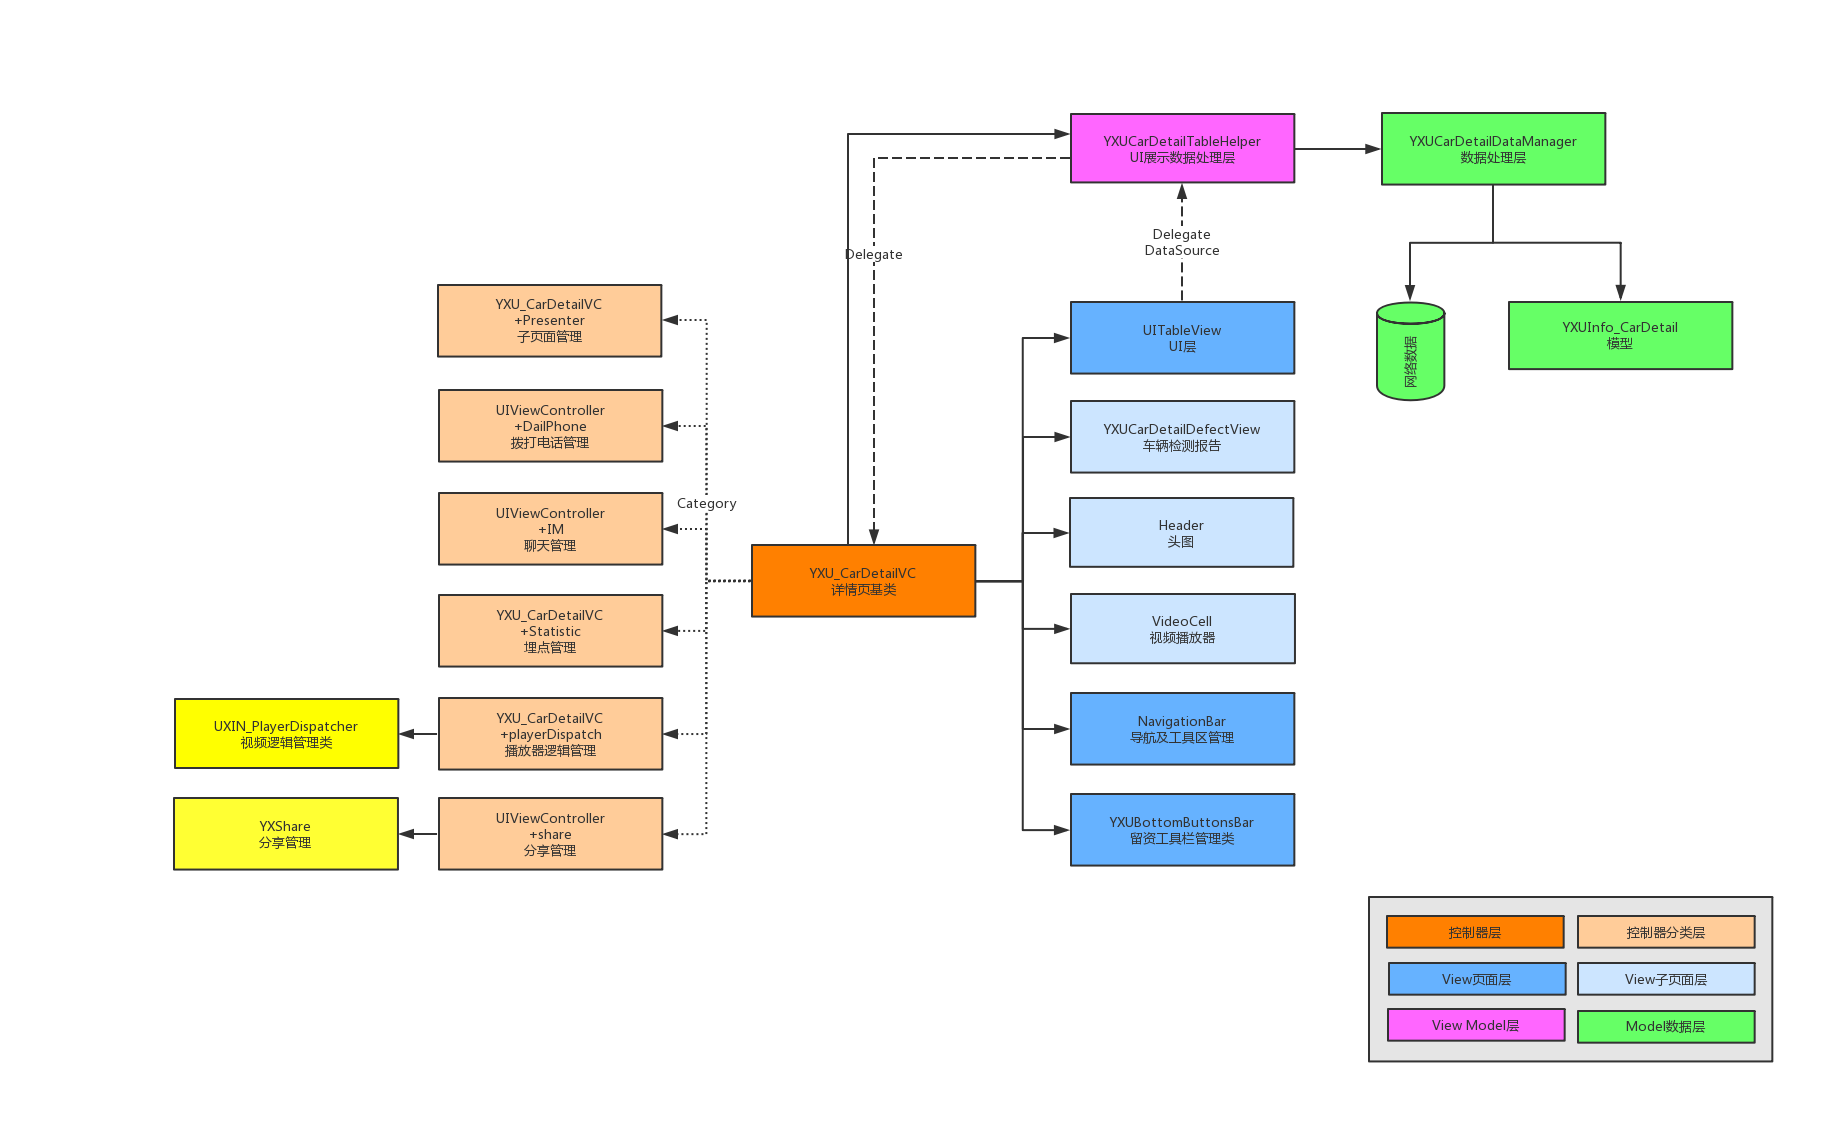 YXUCarDetailTableHelper
UI展示数据处理层
YXUCarDetailDataManager
数据处理层
Delegate
Delegate
DataSource
YXU_CarDetailVC
+Presenter
子页面管理
UITableView
UI层
网络数据
YXUInfo_CarDetail
模型
UIViewController
+DailPhone
拨打电话管理
YXUCarDetailDefectView
车辆检测报告
Category
UIViewController
+IM
聊天管理
Header
头图
YXU_CarDetailVC
详情页基类
YXU_CarDetailVC
+Statistic
埋点管理
VideoCell
视频播放器
UXIN_PlayerDispatcher
视频逻辑管理类
YXU_CarDetailVC
+playerDispatch
播放器逻辑管理
NavigationBar
导航及工具区管理
YXShare
分享管理
UIViewController
+share
分享管理
YXUBottomButtonsBar
留资工具栏管理类
控制器层
控制器分类层
View页面层
View子页面层
View Model层
Model数据层